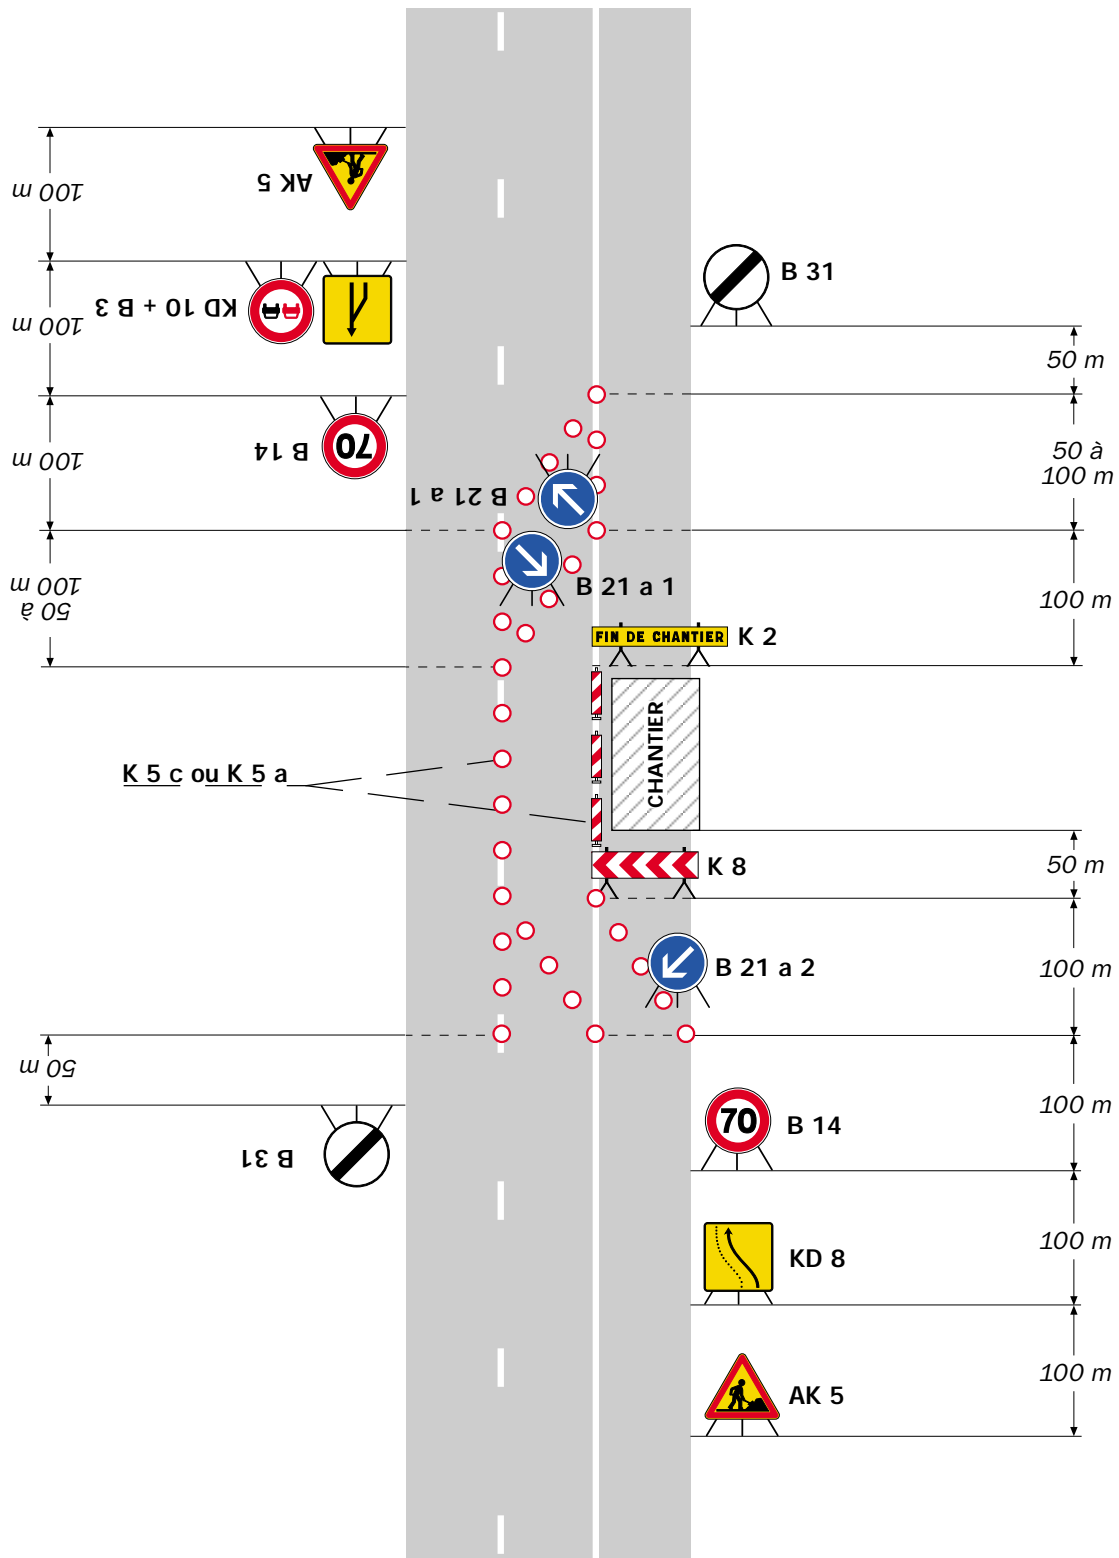 100 m
AK 5
100 m
KD 10 + B 3
100 m
70
B 14
B 21 a 1
50 à
100 m
K 5 c ou K 5 a
50 m
B 31
B 31
50 m
50 à
100 m
B 21 a 1
100 m
FIN DE CHANTIER
K 2
CHANTIER
K 8
50 m
B 21 a 2
100 m
70
B 14
100 m
KD 8
100 m
AK 5
100 m